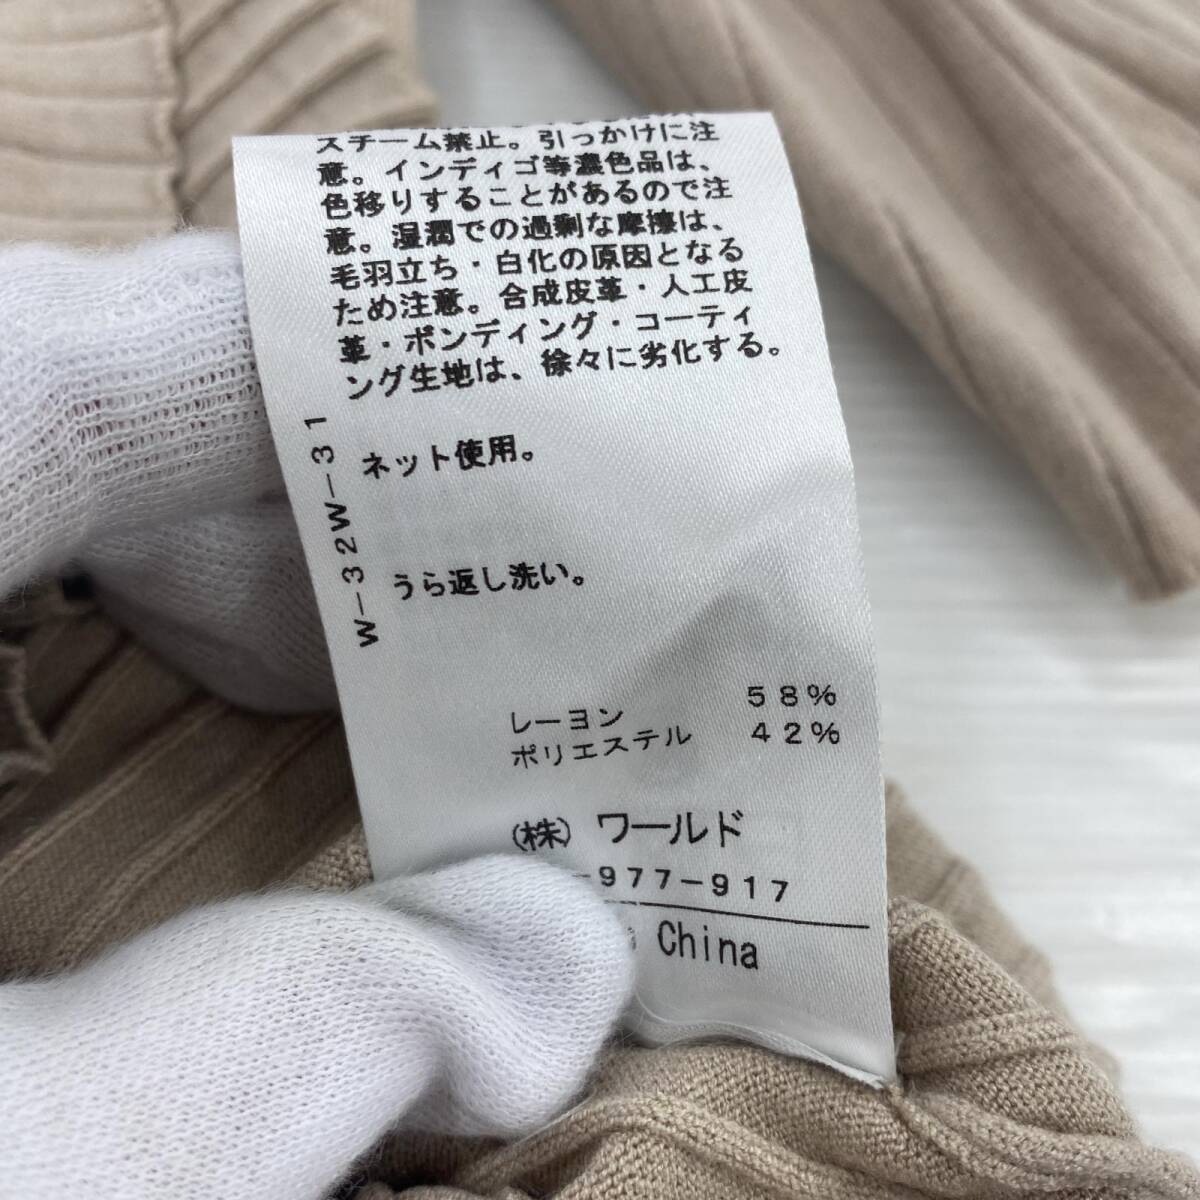 スチーム禁止。引っかけに注
意。インディゴ等濃色品は、
色移りすることがあるので注
意。湿潤での過剰な摩擦は、
毛羽立ち・白化の原因となる
ため注意。合成皮革・人工皮
革・ボンディング・コーティ
ング生地は、徐々に劣化する。
ネット使用。
うら返し洗い。
W-32W-31
レーヨン 58%
ポリエステル 42%
(株) ワールド
-977-917
China